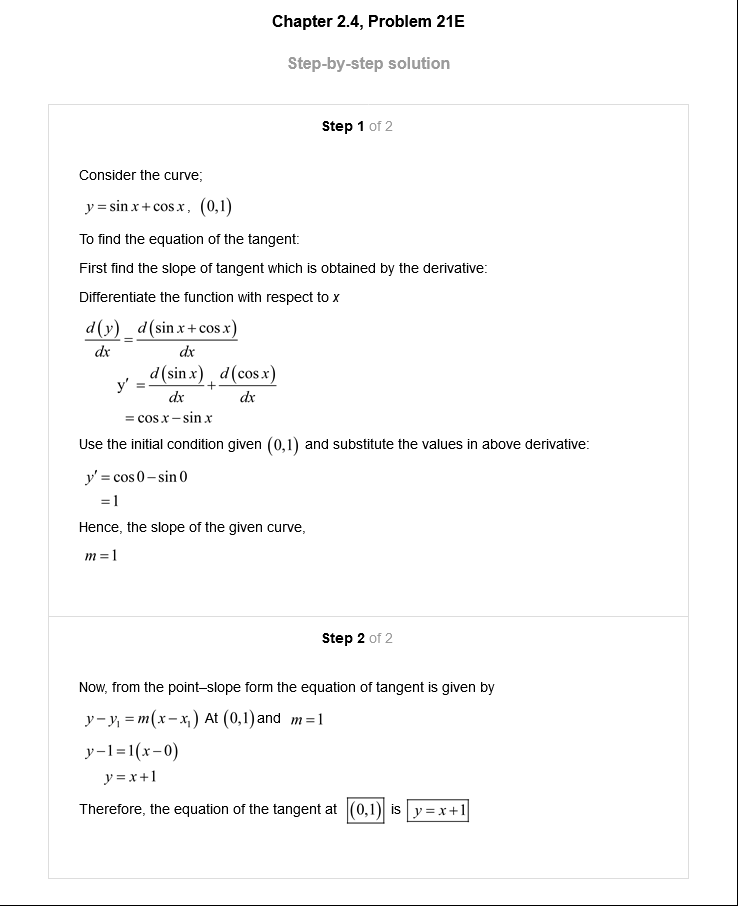 Chapter 2.4, Problem 21E
Step-by-step solution
Step 1 of 2
Consider the curve;
y = sin x + cos x, (0,1)
To find the equation of the tangent:
First find the slope of tangent which is obtained by the derivative:
Differentiate the function with respect to x
d(y)/dx = d(sin x + cos x)/dx
y′ = d(sin x)/dx + d(cos x)/dx
= cos x − sin x
Use the initial condition given (0,1) and substitute the values in above derivative:
y′ = cos 0 − sin 0
= 1
Hence, the slope of the given curve,
m = 1
Step 2 of 2
Now, from the point–slope form the equation of tangent is given by
y − y₁ = m(x − x₁) At (0,1) and m = 1
y − 1 = 1(x − 0)
y = x + 1
Therefore, the equation of the tangent at (0,1) is y = x + 1